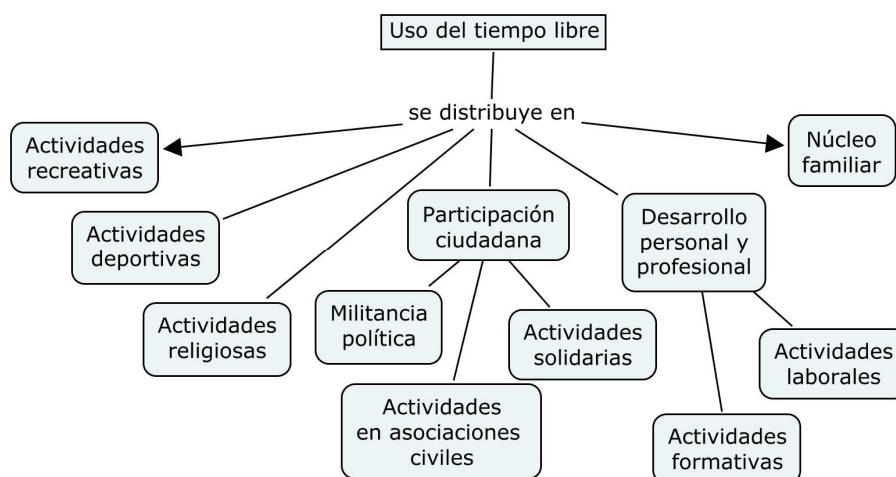 Uso del tiempo libre
se distribuye en
Actividades
recreativas
Núcleo
familiar
Actividades
deportivas
Participación
ciudadana
Desarrollo
personal y
profesional
Actividades
religiosas
Militancia
política
Actividades
solidarias
Actividades
laborales
Actividades
en asociaciones
civiles
Actividades
formativas